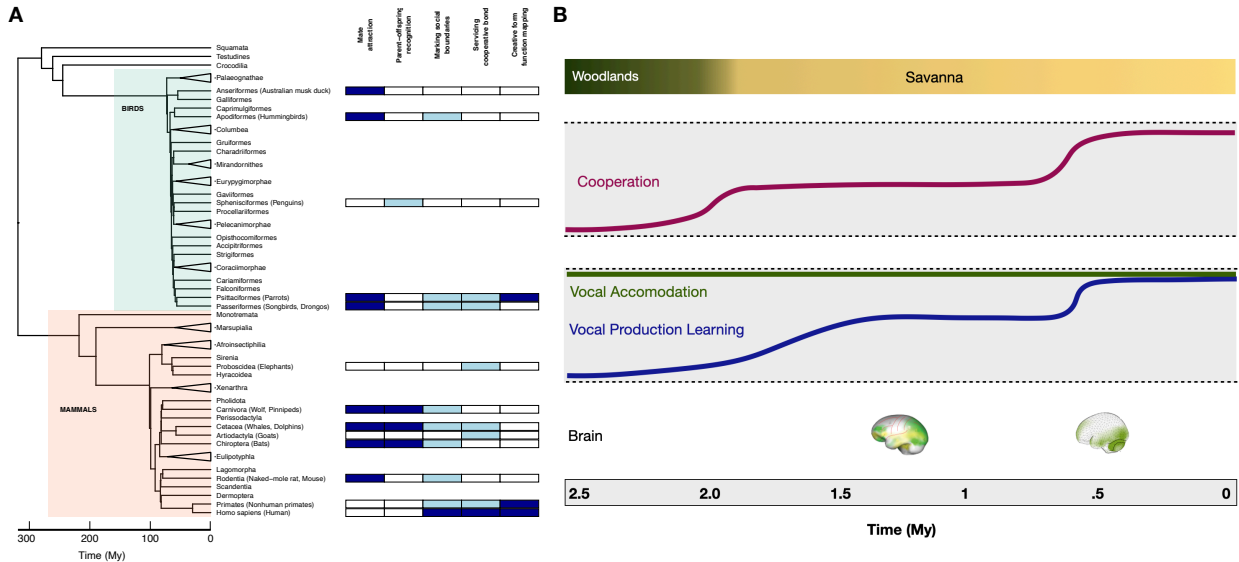 A
B
Mate
attraction
Parent−offspring
recognition
Marking social
boundaries
Servicing
cooperative bond
Creative form
function mapping
Squamata
Testudines
Crocodilia
Palaeognathae
Anseriformes (Australian musk duck)
Galliformes
BIRDS
Caprimulgiformes
Apodiformes (Hummingbirds)
Columbea
Gruiformes
Charadriiformes
Mirandornithes
Eurypygimorphae
Gaviiformes
Sphenisciformes (Penguins)
Procellariiformes
Pelecanimorphae
Opisthocomiformes
Accipitriformes
Strigiformes
Coraciimorphae
Cariamiformes
Falconiformes
Psittaciformes (Parrots)
Passeriformes (Songbirds, Drongos)
Monotremata
Marsupialia
Afroinsectiphilia
Sirenia
Proboscidea (Elephants)
Hyracoidea
Xenarthra
Pholidota
MAMMALS
Carnivora (Wolf, Pinnipeds)
Perissodactyla
Cetacea (Whales, Dolphins)
Artiodactyla (Goats)
Chiroptera (Bats)
Eulipotyphla
Lagomorpha
Rodentia (Naked−mole rat, Mouse)
Scandentia
Dermoptera
Primates (Nonhuman primates)
Homo sapiens (Human)
300 200 100 0
Time (My)
Woodlands Savanna
Cooperation
Vocal Accomodation
Vocal Production Learning
Brain
2.5 2.0 1.5 1 .5 0
Time (My)